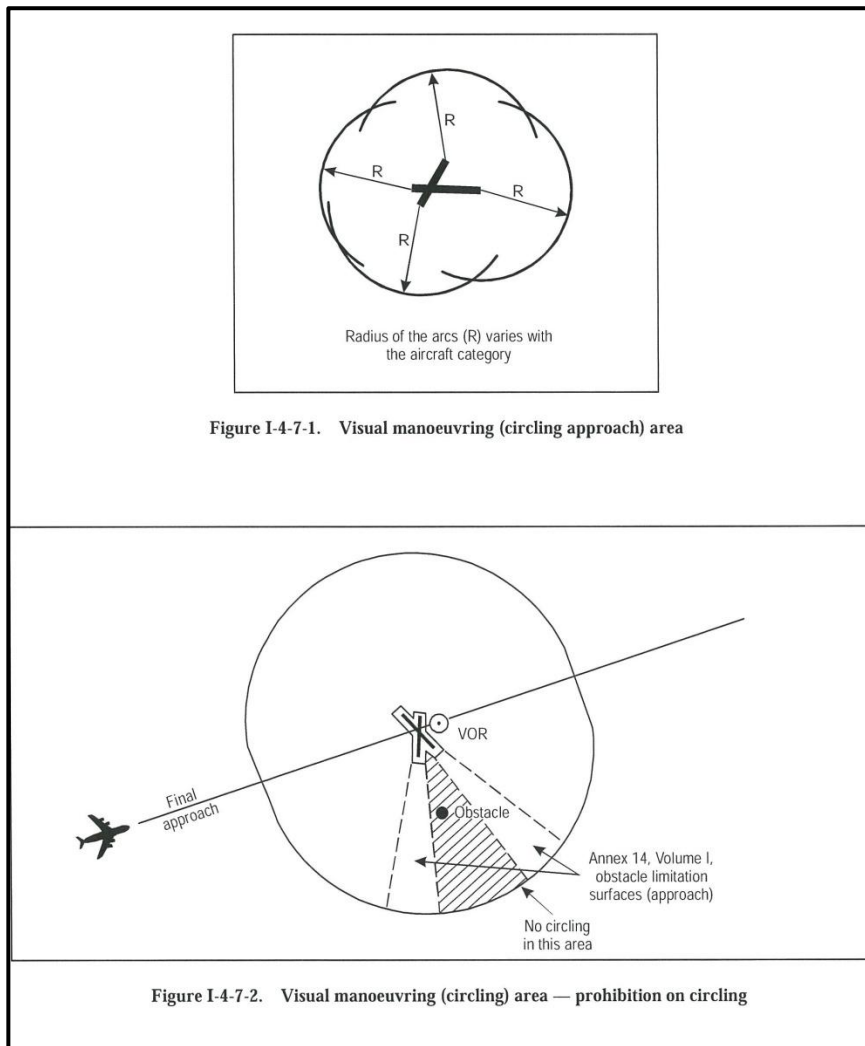 R
R
R
R
Radius of the arcs (R) varies with
the aircraft category
Figure I-4-7-1. Visual manoeuvring (circling approach) area
VOR
Final
approach
Obstacle
Annex 14, Volume I,
obstacle limitation
surfaces (approach)
No circling
in this area
Figure I-4-7-2. Visual manoeuvring (circling) area — prohibition on circling